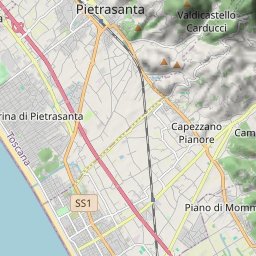 Pietrasanta
Valdicastello
Carducci
rina di Pietrasanta
Toscana
Capezzano
Pianore
Cam
SS1
Piano di Momm